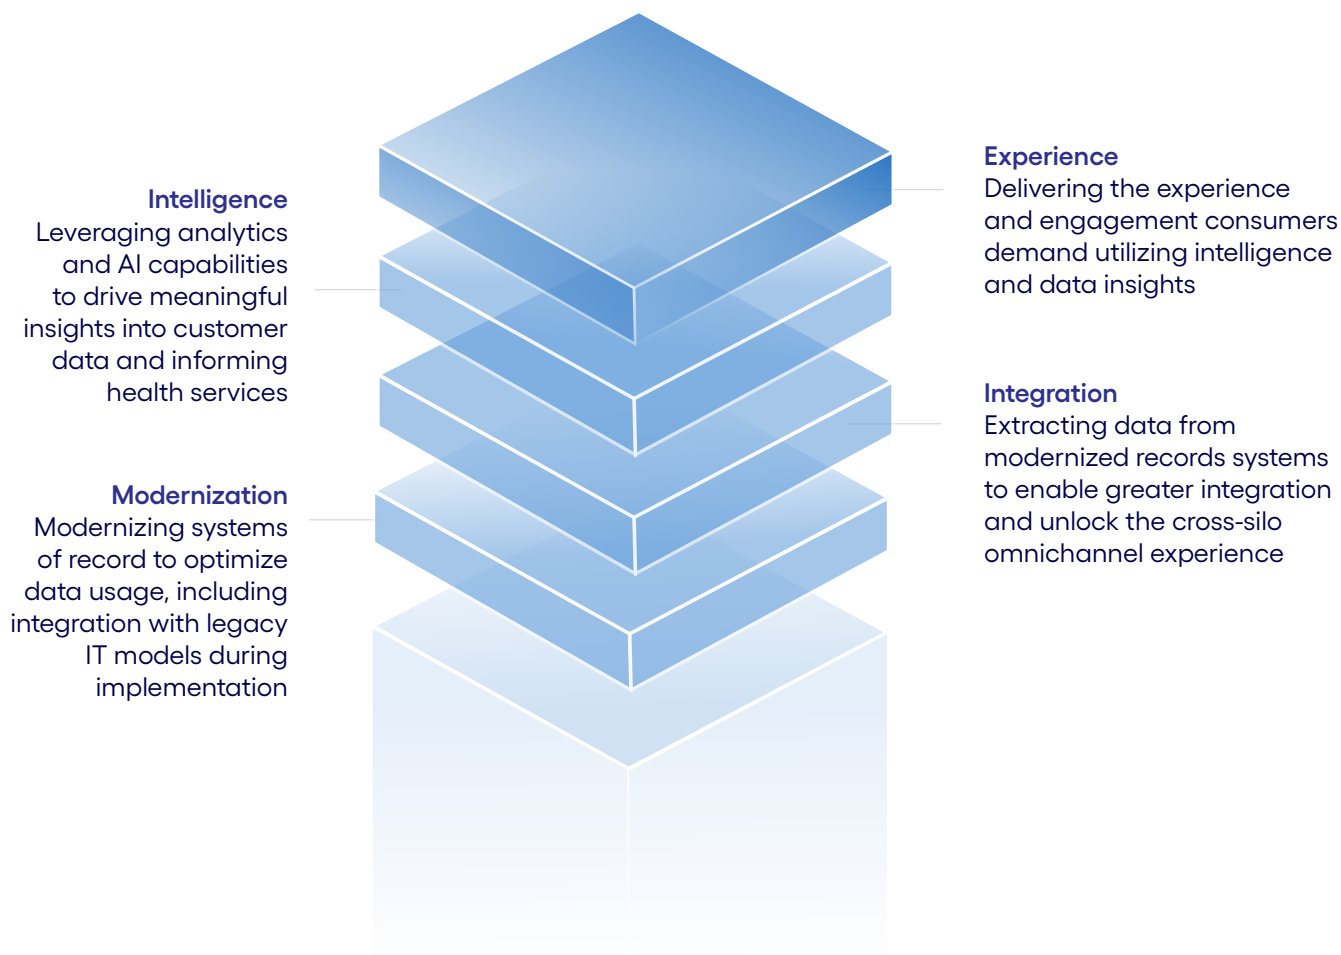 Intelligence
Leveraging analytics
and AI capabilities
to drive meaningful
insights into customer
data and informing
health services
Modernization
Modernizing systems
of record to optimize
data usage, including
integration with legacy
IT models during
implementation
Experience
Delivering the experience
and engagement consumers
demand utilizing intelligence
and data insights
Integration
Extracting data from
modernized records systems
to enable greater integration
and unlock the cross-silo
omnichannel experience